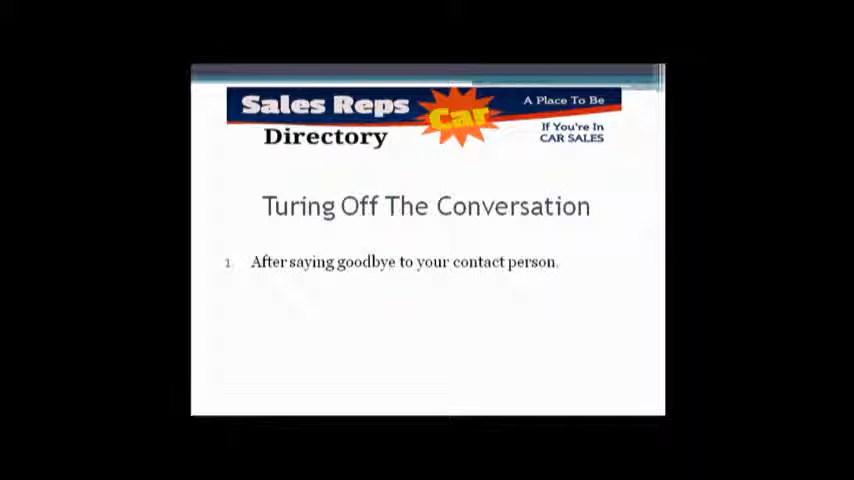 Sales Reps
Car
A Place To Be
Directory
If You're In
CAR SALES
Turing Off The Conversation
1. After saying goodbye to your contact person.